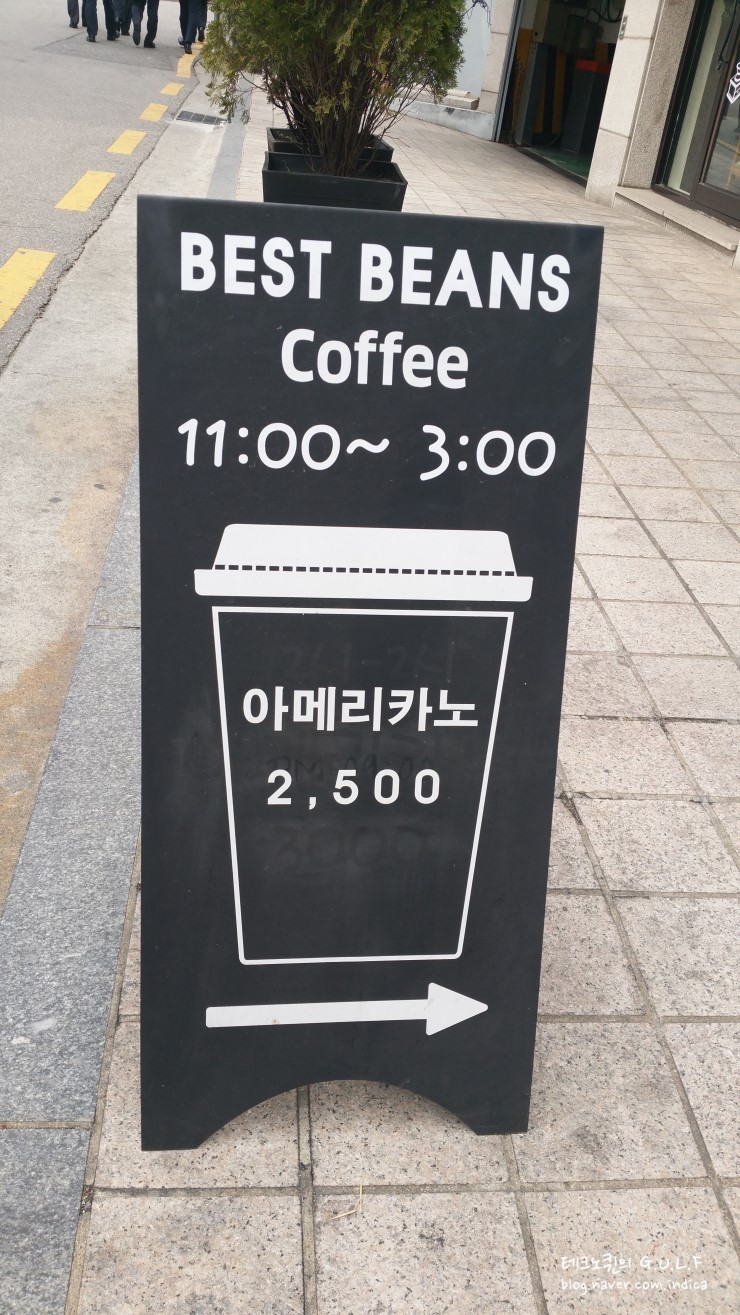 BEST BEANS
Coffee
11:00~ 3:00
아메리카노
2,500
테크노퀸의 G.U.L.F
blog.naver.com/indica